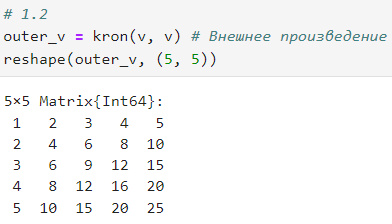 # 1.2
outer_v = kron(v, v) # Внешнее произведение
reshape(outer_v, (5, 5))
5×5 Matrix{Int64}:
1 2 3 4 5
2 4 6 8 10
3 6 9 12 15
4 8 12 16 20
5 10 15 20 25